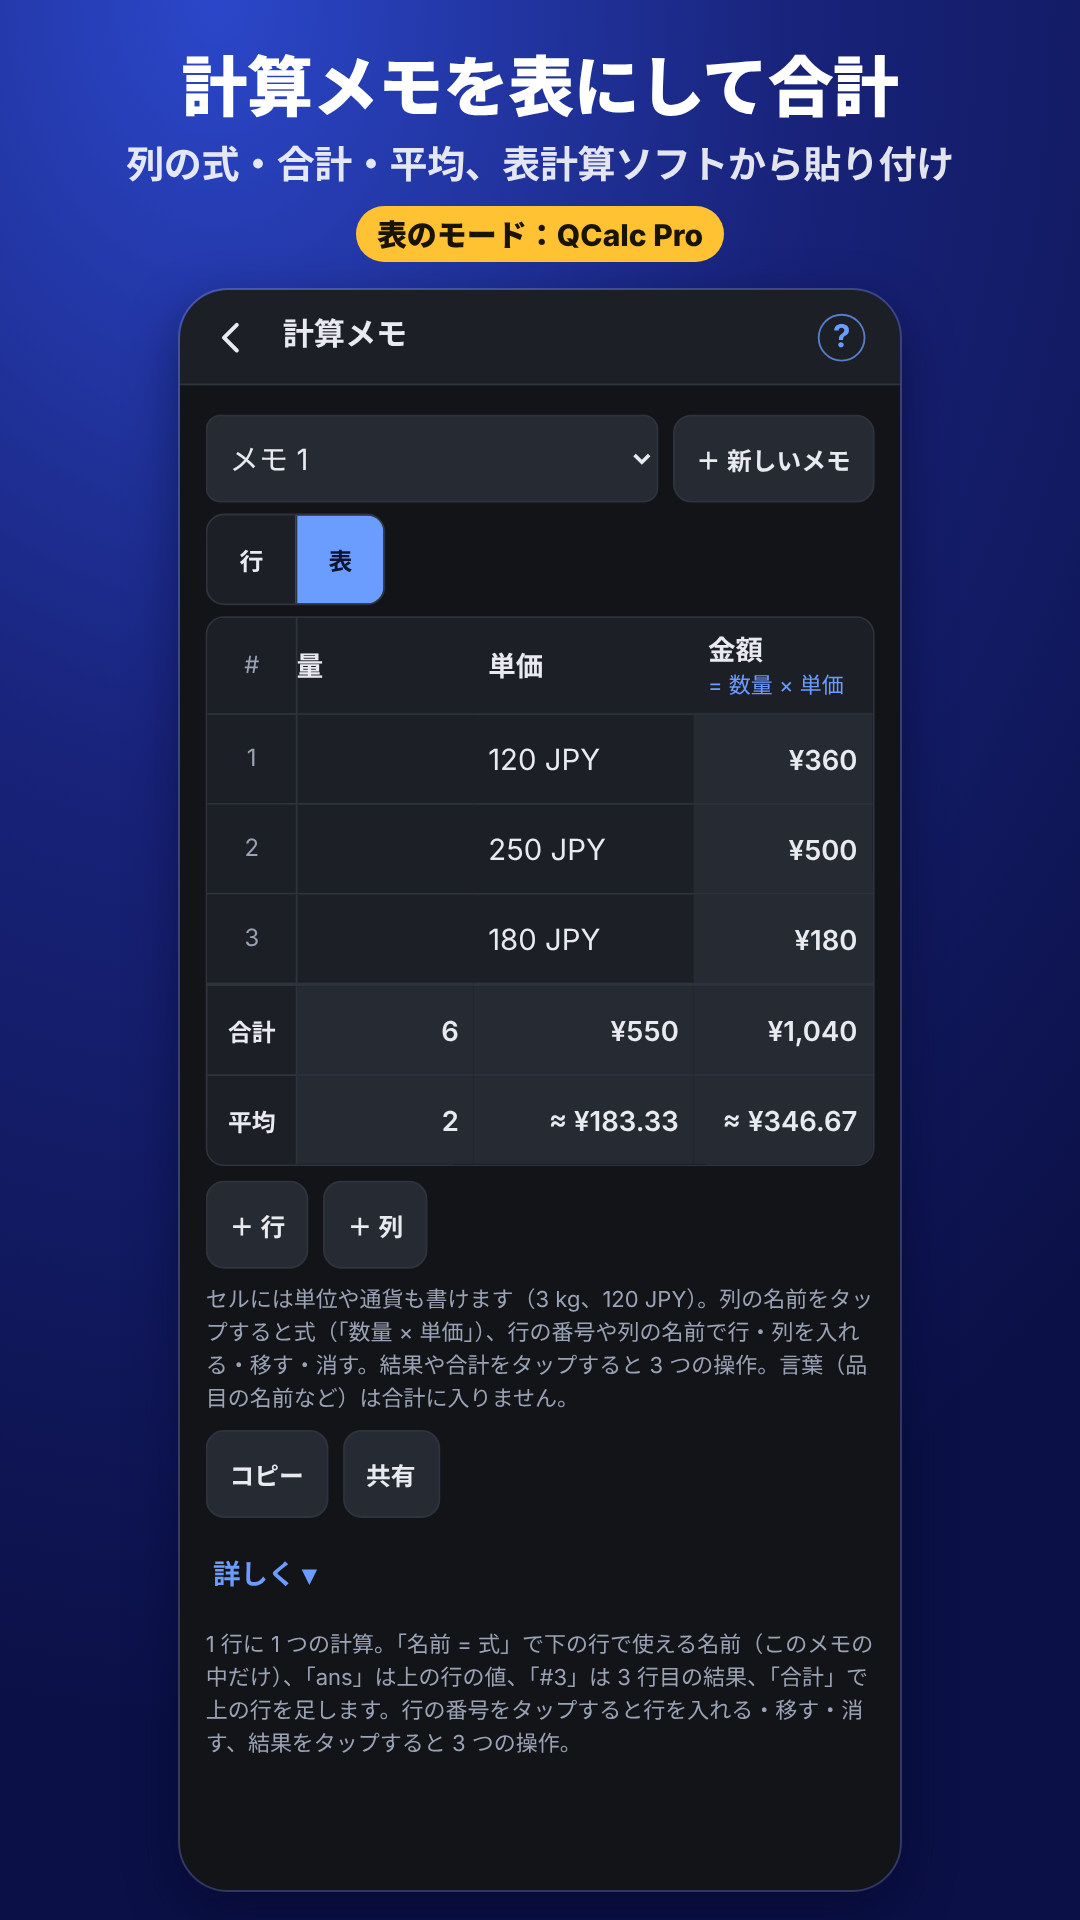 計算メモを表にして合計
列の式・合計・平均、表計算ソフトから貼り付け
表のモード：QCalc Pro
計算メモ
?
メモ 1
＋ 新しいメモ
行 表
# 量 単価 金額
= 数量 × 単価
1 120 JPY ¥360
2 250 JPY ¥500
3 180 JPY ¥180
合計 6 ¥550 ¥1,040
平均 2 ≈ ¥183.33 ≈ ¥346.67
＋ 行 ＋ 列
セルには単位や通貨も書けます（3 kg、120 JPY）。列の名前をタッ
プすると式（「数量 × 単価」）、行の番号や列の名前で行・列を入れ
る・移す・消す。結果や合計をタップすると 3 つの操作。言葉（品
目の名前など）は合計に入りません。
コピー 共有
詳しく ▾
1 行に 1 つの計算。「名前 = 式」で下の行で使える名前（このメモの
中だけ）、「ans」は上の行の値、「#3」は 3 行目の結果、「合計」で
上の行を足します。行の番号をタップすると行を入れる・移す・消
す、結果をタップすると 3 つの操作。